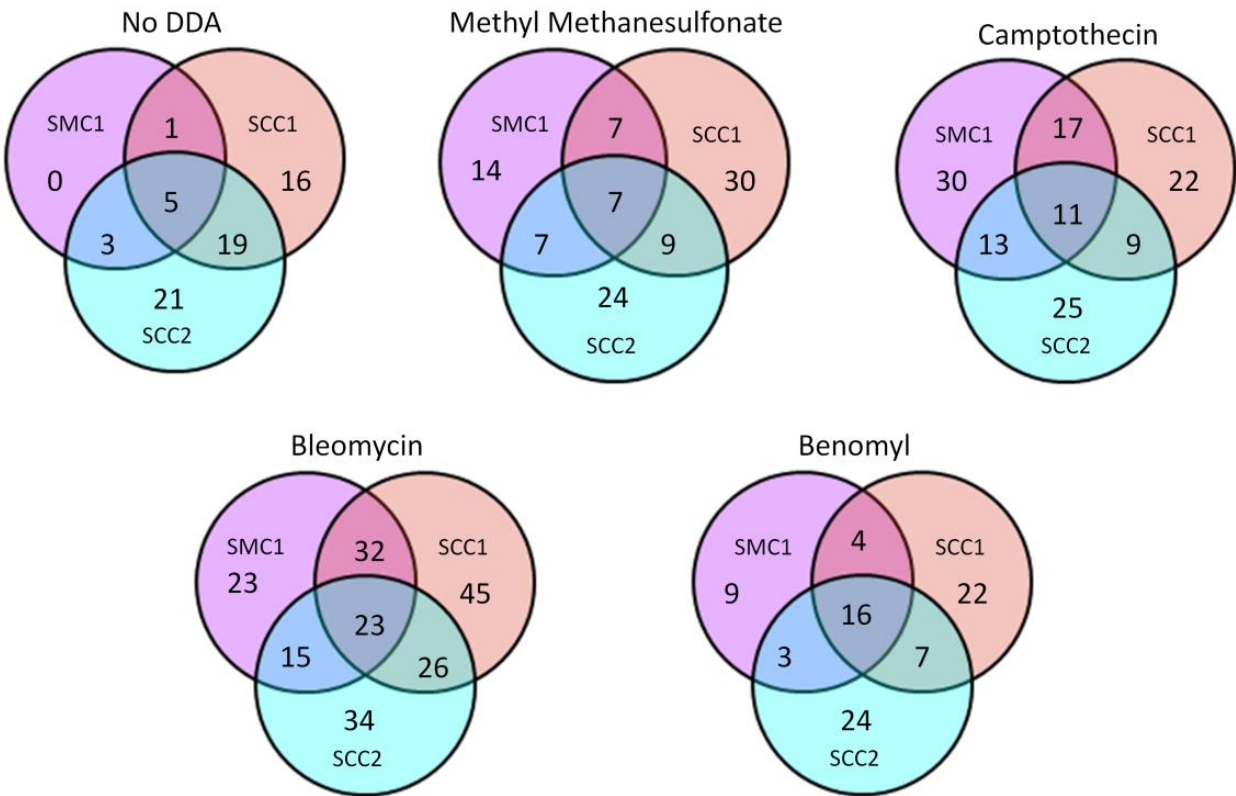 No DDA
SMC1
1
SCC1
0
16
5
3
19
21
SCC2
Methyl Methanesulfonate
SMC1
7
SCC1
14
30
7
7
9
24
SCC2
Camptothecin
SMC1
17
SCC1
30
22
11
13
9
25
SCC2
Bleomycin
SMC1
32
SCC1
23
45
23
15
26
34
SCC2
Benomyl
SMC1
4
SCC1
9
22
16
3
7
24
SCC2